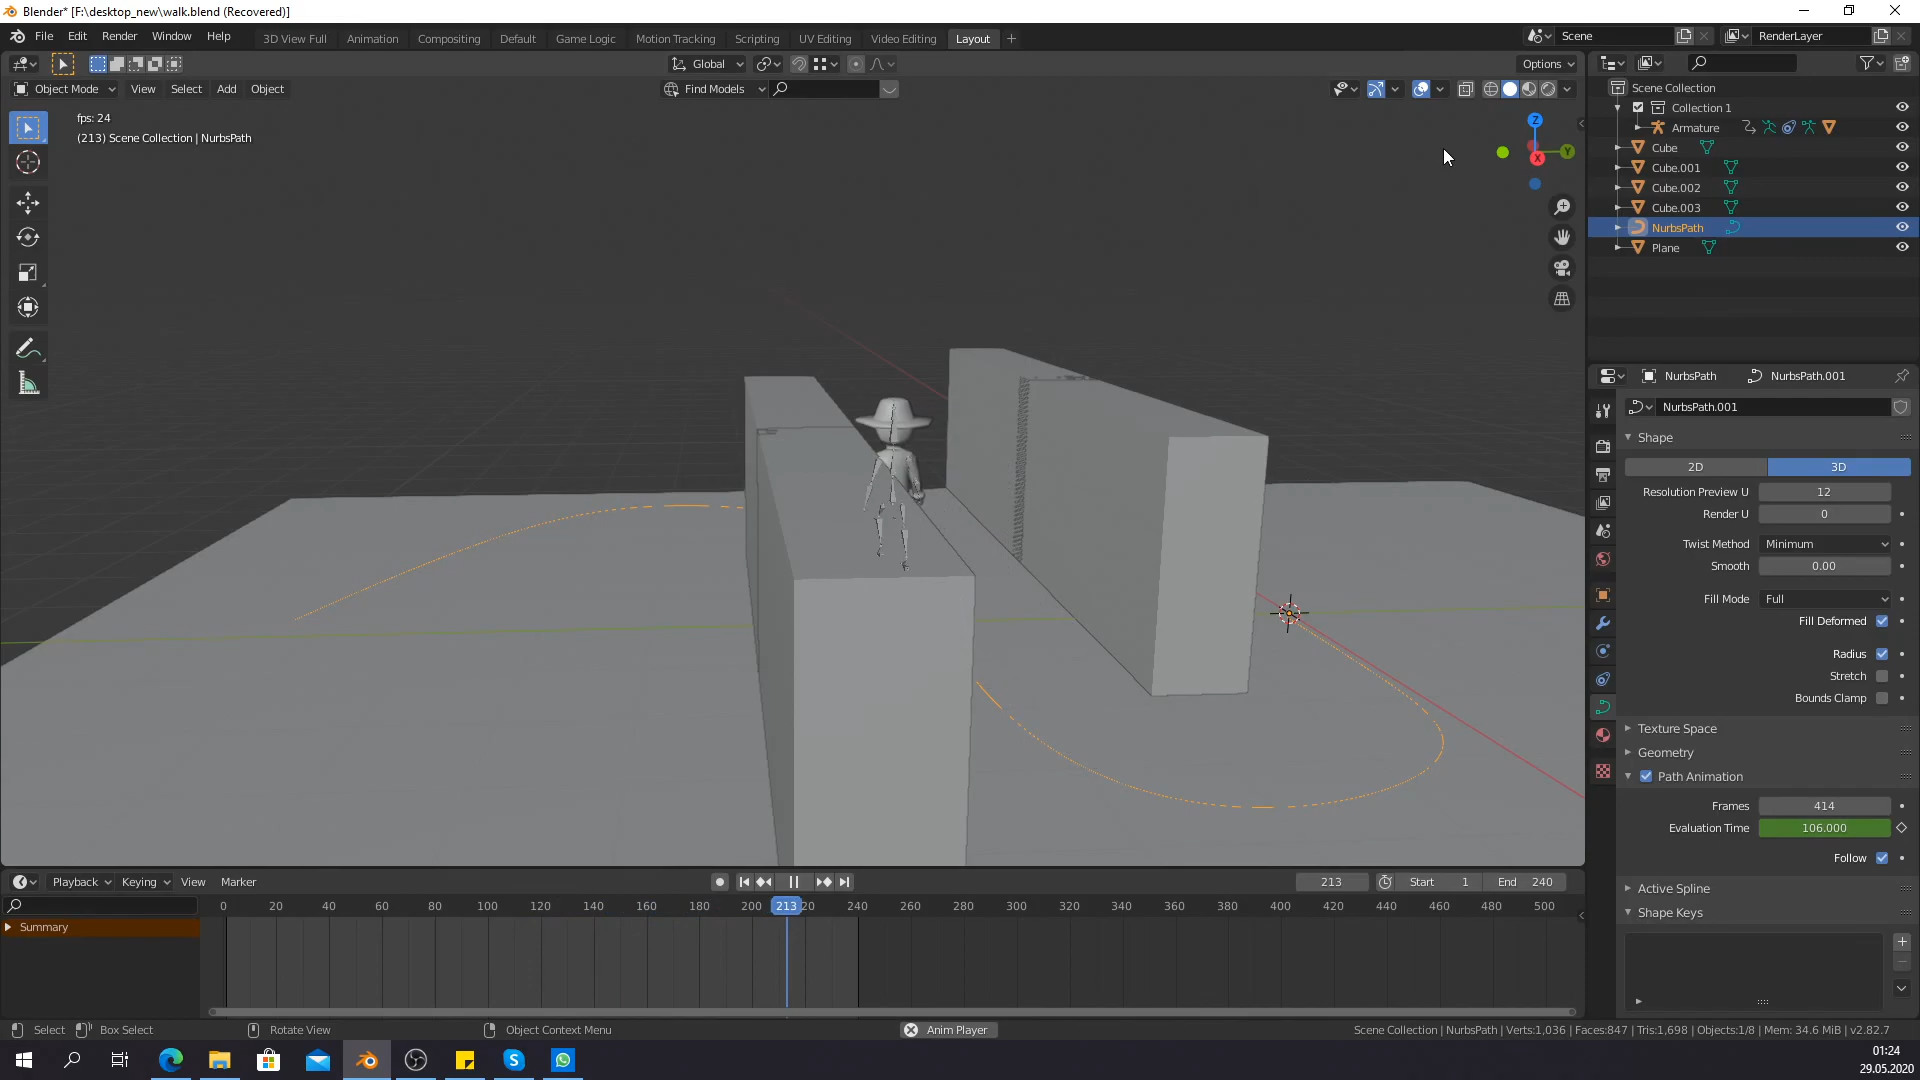 Blender* [F:\desktop_new\walk.blend (Recovered)]
File Edit Render Window Help
3D View Full Animation Compositing Default Game Logic Motion Tracking Scripting UV Editing Video Editing Layout
Scene
RenderLayer
Global
Options
Object Mode View Select Add Object
Find Models
fps: 24
(213) Scene Collection | NurbsPath
Z
Y
X
Scene Collection
Collection 1
Armature
Cube
Cube.001
Cube.002
Cube.003
NurbsPath
Plane
NurbsPath NurbsPath.001
NurbsPath.001
Shape
2D 3D
Resolution Preview U 12
Render U 0
Twist Method Minimum
Smooth 0.00
Fill Mode Full
Fill Deformed
Radius
Stretch
Bounds Clamp
Texture Space
Geometry
Path Animation
Frames 414
Evaluation Time 106.000
Follow
Active Spline
Shape Keys
Playback Keying View Marker
213 Start 1 End 240
0 20 40 60 80 100 120 140 160 180 200 213 20 240 260 280 300 320 340 360 380 400 420 440 460 480 500
Summary
Select Box Select Rotate View Object Context Menu Anim Player
Scene Collection | NurbsPath | Verts:1,036 | Faces:847 | Tris:1,698 | Objects:1/8 | Mem: 34.6 MiB | v2.82.7
01:24
29.05.2020